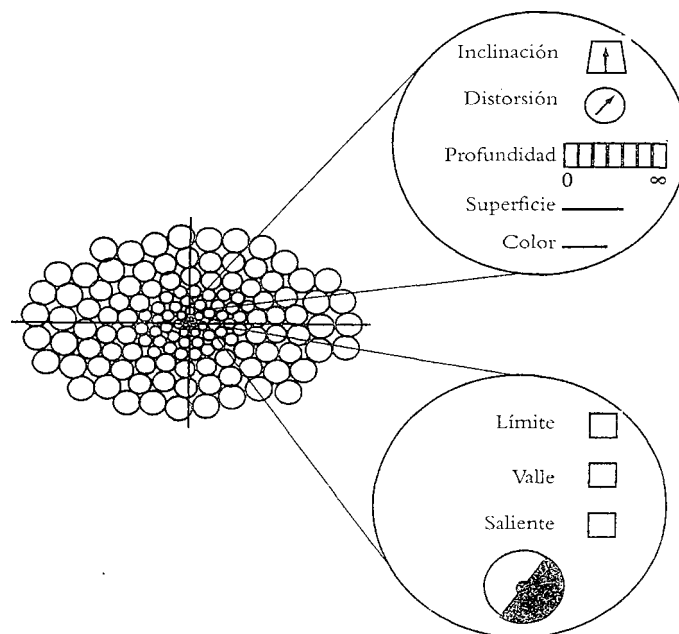 Inclinación
Distorsión
Profundidad
0 ∞
Superficie
Color
Límite
Valle
Saliente